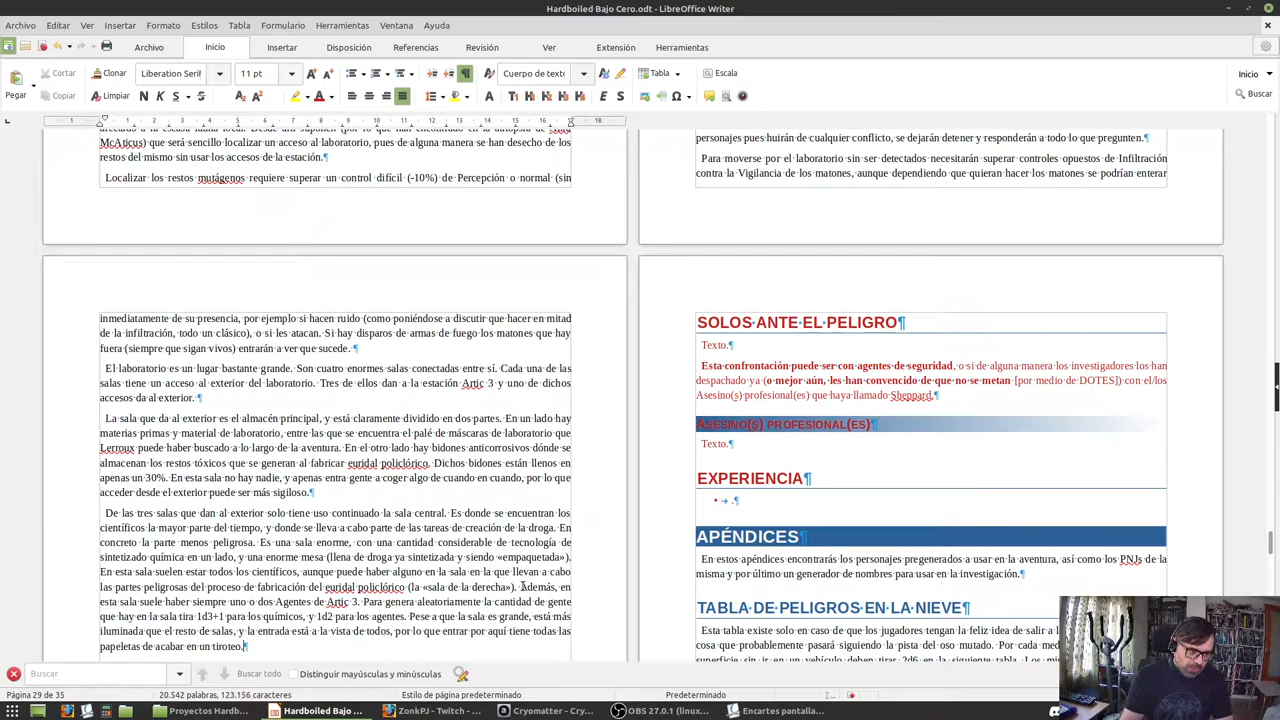 Hardboiled Bajo Cero.odt - LibreOffice Writer
Archivo Editar Ver Insertar Formato Estilos Tabla Formulario Herramientas Ventana Ayuda
Archivo Inicio Insertar Disposición Referencias Revisión Ver Extensión Herramientas
Cortar Clonar Liberation Serif 11 pt Cuerpo de texto Tabla Escala Inicio
Pegar Copiar Limpiar Buscar
McAticus) que será sencillo localizar un acceso al laboratorio, pues de alguna manera se han desecho de los
restos del mismo sin usar los accesos de la estación.¶
Localizar los restos mutágenos requiere superar un control difícil (-10%) de Percepción o normal (sin
personajes pues huirán de cualquier conflicto, se dejarán detener y responderán a todo lo que pregunten.¶
Para moverse por el laboratorio sin ser detectados necesitarán superar controles opuestos de Infiltración
contra la Vigilancia de los matones, aunque dependiendo que quieran hacer los matones se podrían enterar
inmediatamente de su presencia, por ejemplo si hacen ruido (como poniéndose a discutir que hacer en mitad
de la infiltración, todo un clásico), o si les atacan. Si hay disparos de armas de fuego los matones que hay
fuera (siempre que sigan vivos) entrarán a ver que sucede. ¶
El laboratorio es un lugar bastante grande. Son cuatro enormes salas conectadas entre sí. Cada una de las
salas tiene un acceso al exterior del laboratorio. Tres de ellos dan a la estación Artic 3 y uno de dichos
accesos da al exterior. ¶
La sala que da al exterior es el almacén principal, y está claramente dividido en dos partes. En un lado hay
materias primas y material de laboratorio, entre las que se encuentra el palé de máscaras de laboratorio que
Lerroux puede haber buscado a lo largo de la aventura. En el otro lado hay bidones anticorrosivos dónde se
almacenan los restos tóxicos que se generan al fabricar euridal policlórico. Dichos bidones están llenos en
apenas un 30%. En esta sala no hay nadie, y apenas entra gente a coger algo de cuando en cuando, por lo que
acceder desde el exterior puede ser más sigiloso.¶
De las tres salas que dan al exterior solo tiene uso continuado la sala central. Es donde se encuentran los
científicos la mayor parte del tiempo, y donde se lleva a cabo parte de las tareas de creación de la droga. En
concreto la parte menos peligrosa. Es una sala enorme, con una cantidad considerable de tecnología de
sintetizado química en un lado, y una enorme mesa (llena de droga ya sintetizada y siendo «empaquetada»).
En esta sala suelen estar todos los científicos, aunque puede haber alguno en la sala en la que llevan a cabo
las partes peligrosas del proceso de fabricación del euridal policlórico (la «sala de la derecha»). Además, en
esta sala suele haber siempre uno o dos Agentes de Artic 3. Para genera aleatoriamente la cantidad de gente
que hay en la sala tira 1d3+1 para los químicos, y 1d2 para los agentes. Pese a que la sala es grande, está más
iluminada que el resto de salas, y la entrada está a la vista de todos, por lo que entrar por aquí tiene todas las
papeletas de acabar en un tiroteo.¶
SOLOS ANTE EL PELIGRO¶
Texto.¶
Esta confrontación puede ser con agentes de seguridad, o si de alguna manera los investigadores los han
despachado ya (o mejor aún, les han convencido de que no se metan [por medio de DOTES]) con el/los
Asesino(s) profesional(es) que haya llamado Sheppard.¶
ASESINO(S) PROFESIONAL(ES)¶
Texto.¶
EXPERIENCIA¶
• → .¶
APÉNDICES¶
En estos apéndices encontrarás los personajes pregenerados a usar en la aventura, así como los PNJs de la
misma y por último un generador de nombres para usar en la investigación.¶
TABLA DE PELIGROS EN LA NIEVE¶
Esta tabla existe solo en caso de que los jugadores tengan la feliz idea de salir a l
cosa que probablemente pasará siguiendo la pista del oso mutado. Por cada med
Buscar Buscar todo Distinguir mayúsculas y minúsculas
Página 29 de 35 20.542 palabras, 123.156 caracteres Estilo de página predeterminado Predeterminado
Proyectos Hardbo... Hardboiled Bajo ... ZonkPJ - Twitch - ... Cryomatter - Cry... OBS 27.0.1 (linux... Encartes pantall...